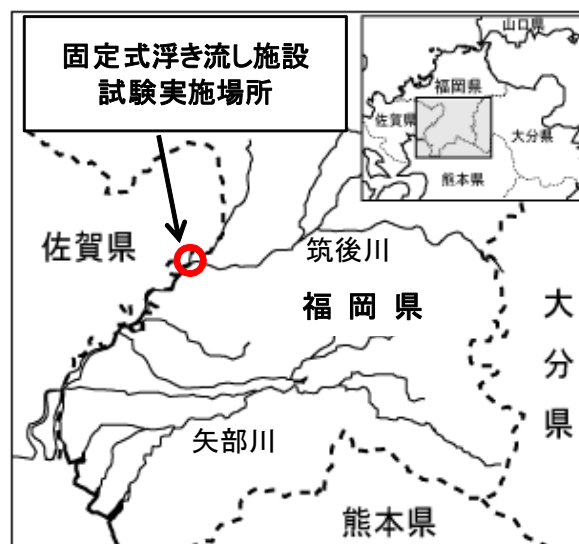 固定式浮き流し施設
試験実施場所
山口県
福岡県
佐賀県
大分県
熊本県
佐賀県
筑後川
福岡県
大分県
矢部川
熊本県